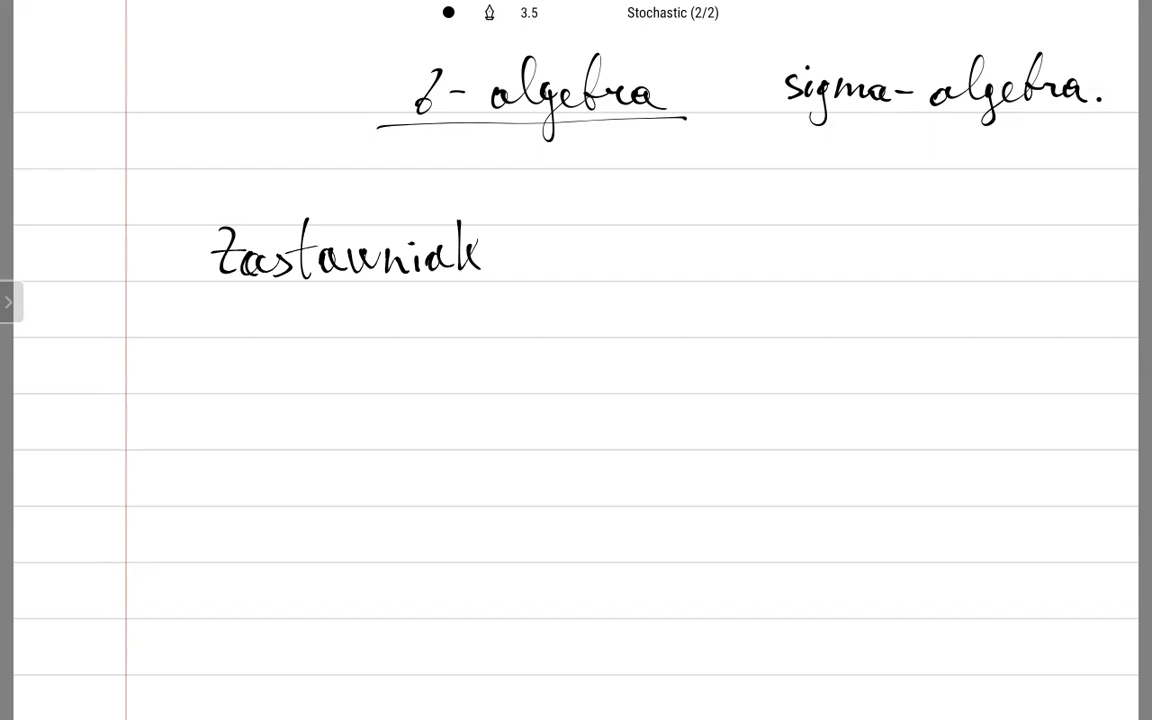 3.5 Stochastic (2/2)
σ- algebra sigma-algebra.
Zastawniak